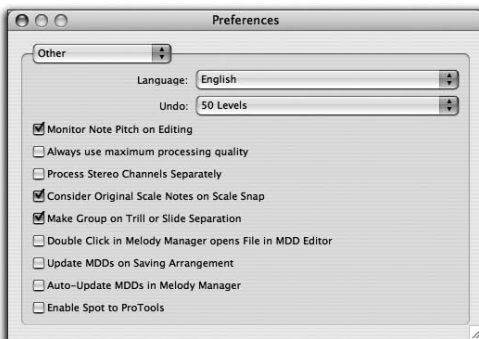 Preferences
Other
Language: English
Undo: 50 Levels
Monitor Note Pitch on Editing
Always use maximum processing quality
Process Stereo Channels Separately
Consider Original Scale Notes on Scale Snap
Make Group on Trill or Slide Separation
Double Click in Melody Manager opens File in MDD Editor
Update MDDs on Saving Arrangement
Auto-Update MDDs in Melody Manager
Enable Spot to ProTools